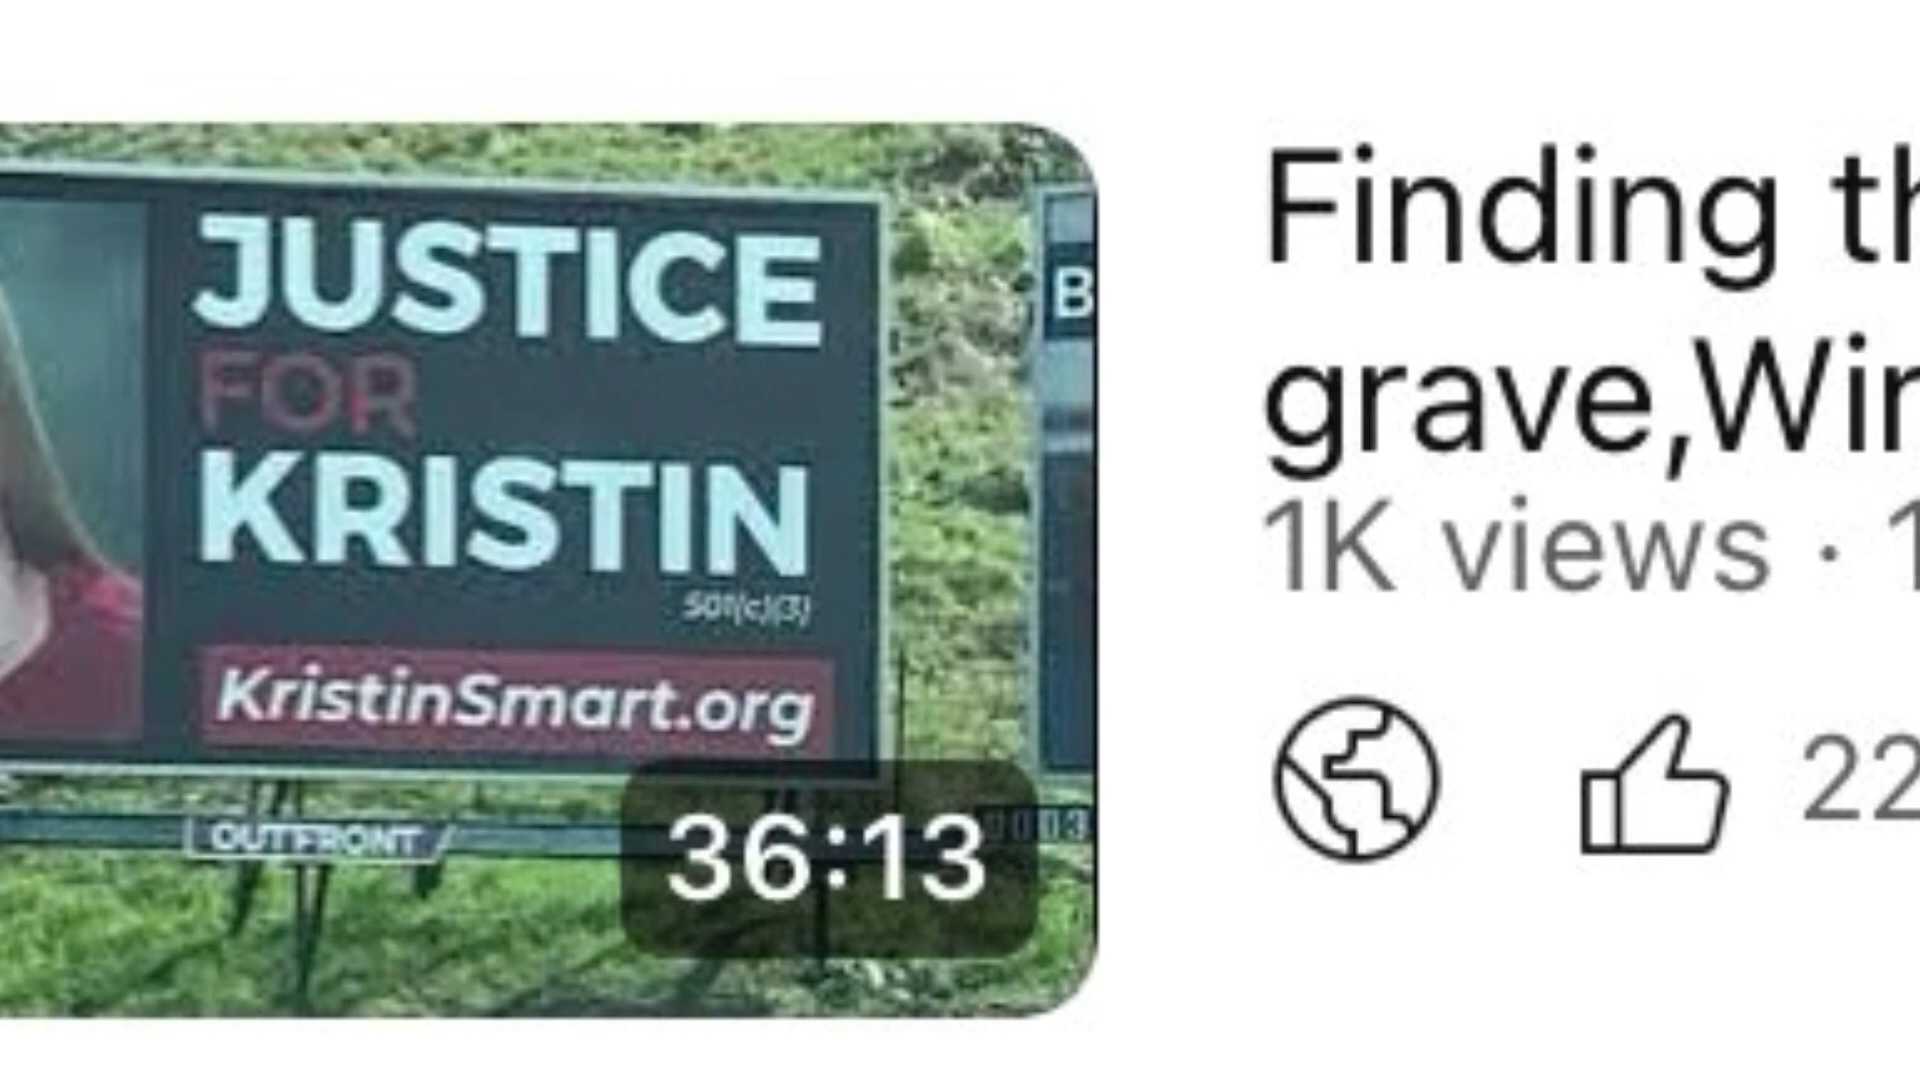 JUSTICE
FOR
KRISTIN
501(c)(3)
KristinSmart.org
OUTFRONT
36:13
B
Finding th
grave,Wir
1K views · 1
22